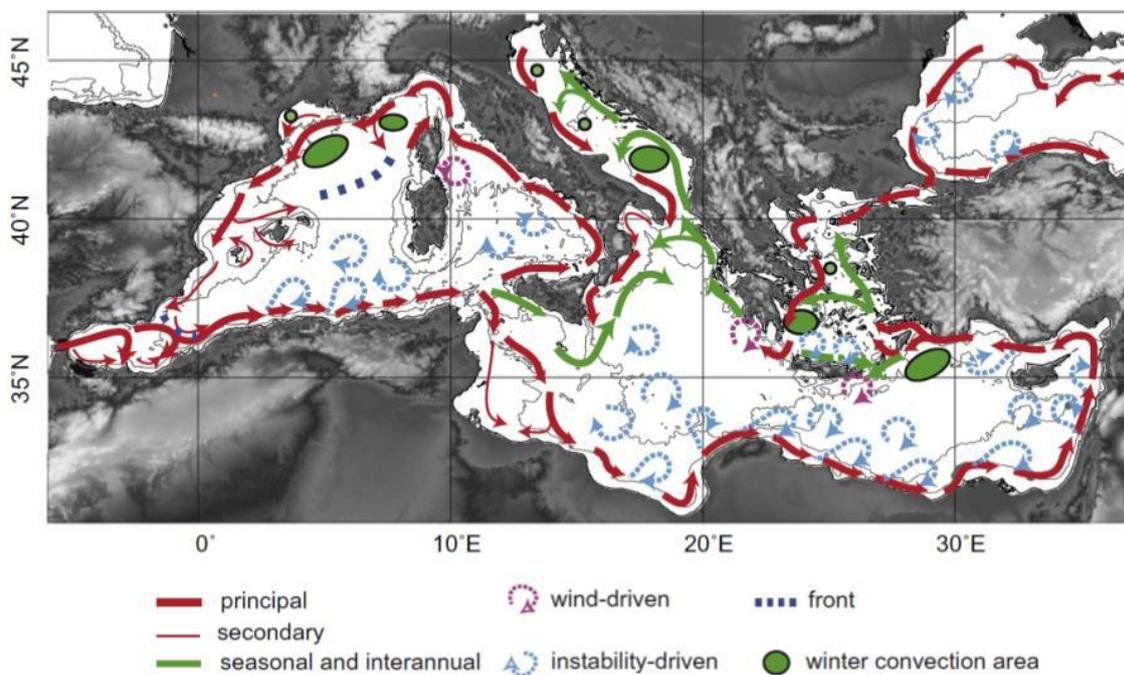 45°N
40°N
35°N
0°
10°E
20°E
30°E
principal
wind-driven
front
secondary
seasonal and interannual
instability-driven
winter convection area